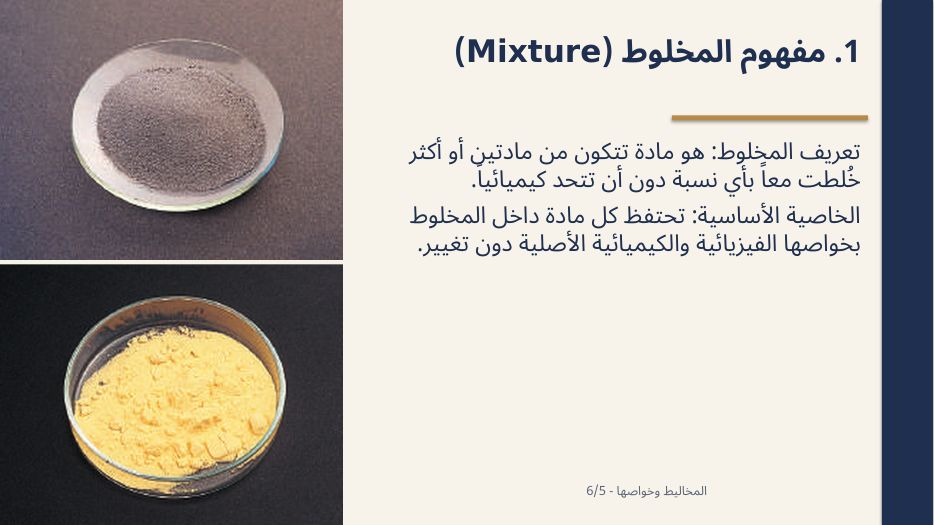 1. مفهوم المخلوط (Mixture)
تعريف المخلوط: هو مادة تتكون من مادتين أو أكثر
خُلطت معاً بأي نسبة دون أن تتحد كيميائياً.
الخاصية الأساسية: تحتفظ كل مادة داخل المخلوط
بخواصها الفيزيائية والكيميائية الأصلية دون تغيير.
المخاليط وخواصها - 6/5